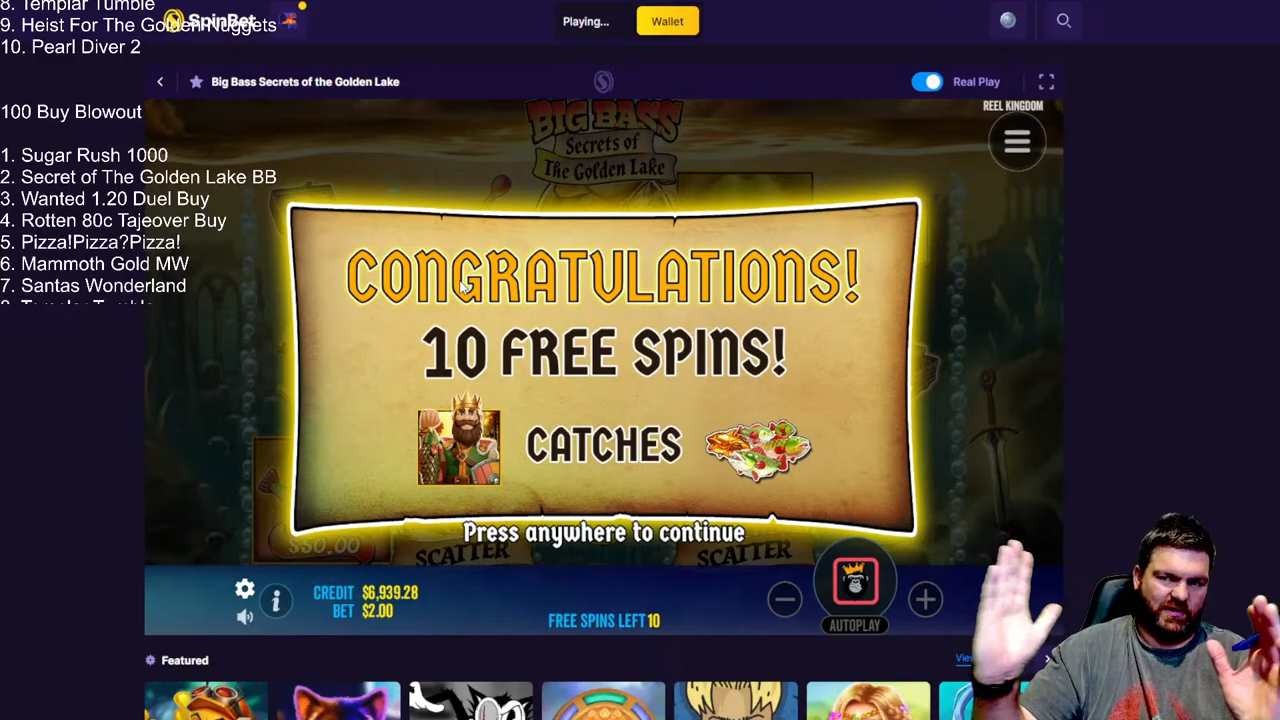 8. Templar Tumble
9. Heist For The Golden Nuggets
10. Pearl Diver 2
100 Buy Blowout
1. Sugar Rush 1000
2. Secret of The Golden Lake BB
3. Wanted 1.20 Duel Buy
4. Rotten 80c Tajeover Buy
5. Pizza!Pizza?Pizza!
6. Mammoth Gold MW
7. Santas Wonderland
8. Templar Tumble
SpinBet
Playing...
Wallet
Big Bass Secrets of the Golden Lake
Real Play
REEL KINGDOM
BIG BASS
Secrets of
The Golden Lake
CONGRATULATIONS!
10 FREE SPINS!
CATCHES
Press anywhere to continue
$50.00
SCATTER
SCATTER
CREDIT $6,939.28
BET $2.00
FREE SPINS LEFT 10
AUTOPLAY
Featured